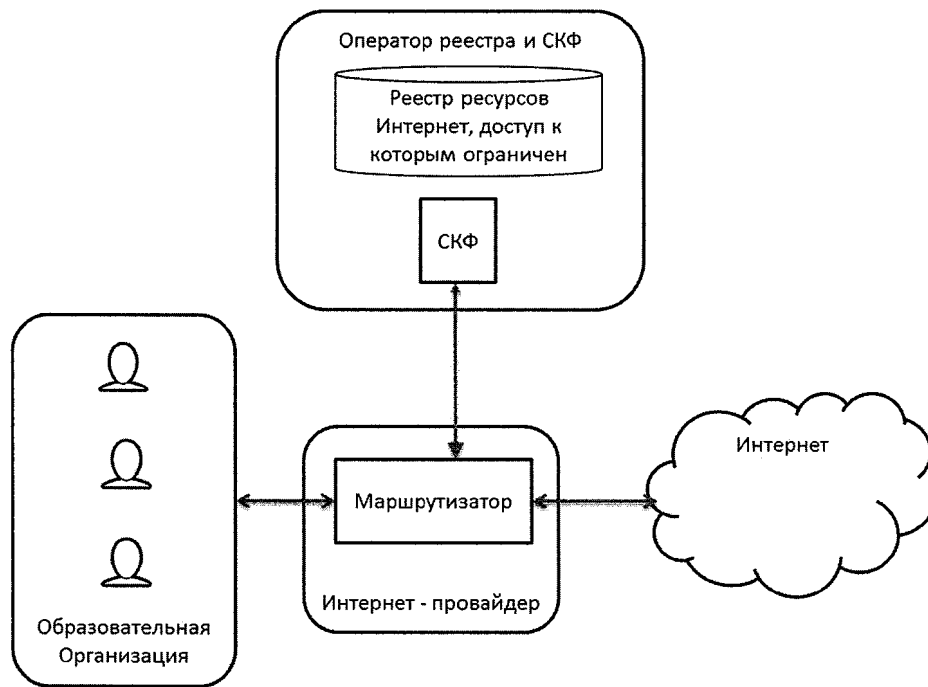 Оператор реестра и СКФ
Реестр ресурсов
Интернет, доступ к
которым ограничен
СКФ
Интернет
Маршрутизатор
Интернет - провайдер
Образовательная
Организация